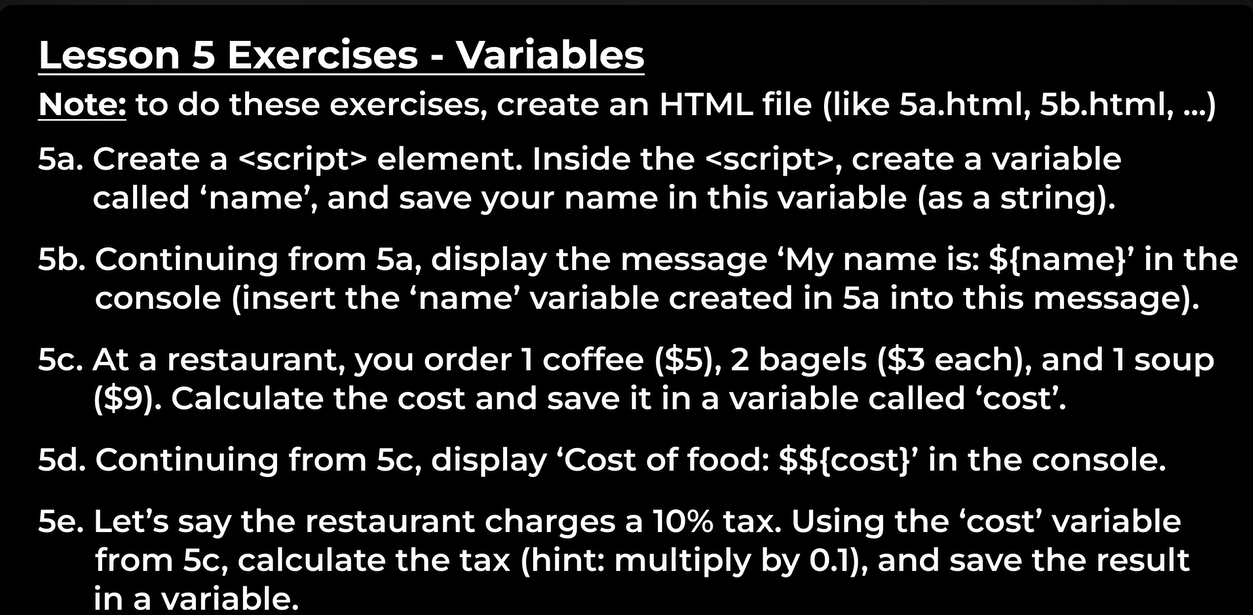 Lesson 5 Exercises - Variables
Note: to do these exercises, create an HTML file (like 5a.html, 5b.html, ...)
5a. Create a <script> element. Inside the <script>, create a variable
called ‘name’, and save your name in this variable (as a string).
5b. Continuing from 5a, display the message ‘My name is: ${name}’ in the
console (insert the ‘name’ variable created in 5a into this message).
5c. At a restaurant, you order 1 coffee ($5), 2 bagels ($3 each), and 1 soup
($9). Calculate the cost and save it in a variable called ‘cost’.
5d. Continuing from 5c, display ‘Cost of food: $${cost}’ in the console.
5e. Let’s say the restaurant charges a 10% tax. Using the ‘cost’ variable
from 5c, calculate the tax (hint: multiply by 0.1), and save the result
in a variable.